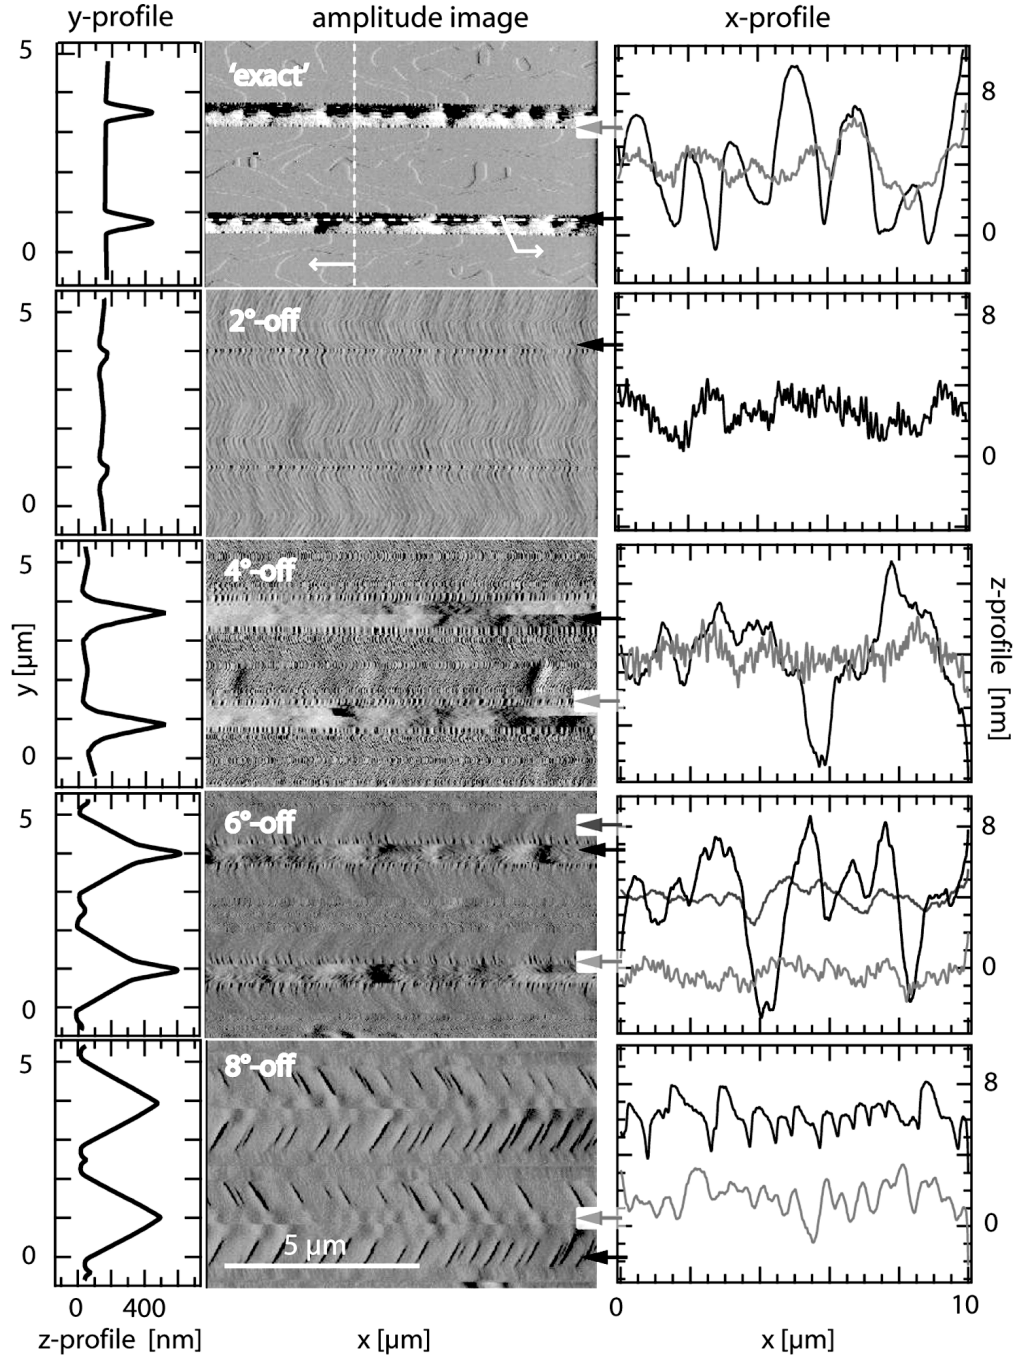 y-profile amplitude image x-profile
5
0
'exact'
8
0
5
0
2°-off
8
0
5
0
4°-off
y [µm]
z-profile [nm]
5
0
6°-off
8
0
5
0
8°-off
5 µm
8
0
0 400
0 10
z-profile [nm] x [µm] x [µm]